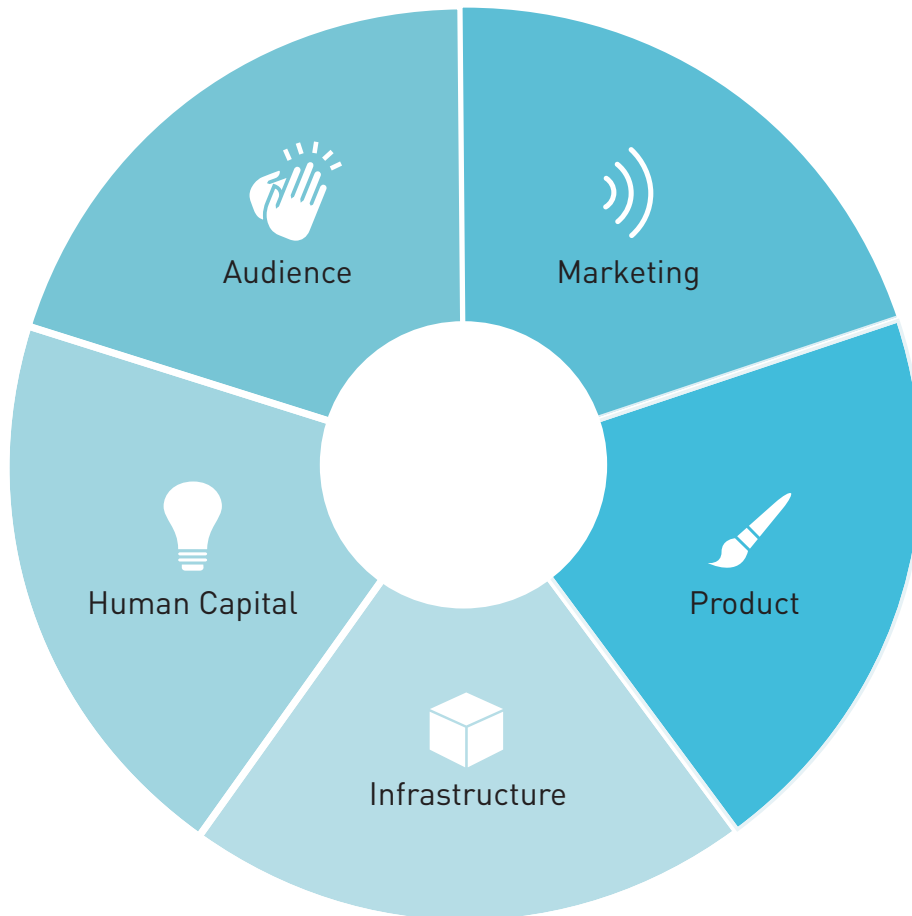 Audience
Marketing
Human Capital
Product
Infrastructure